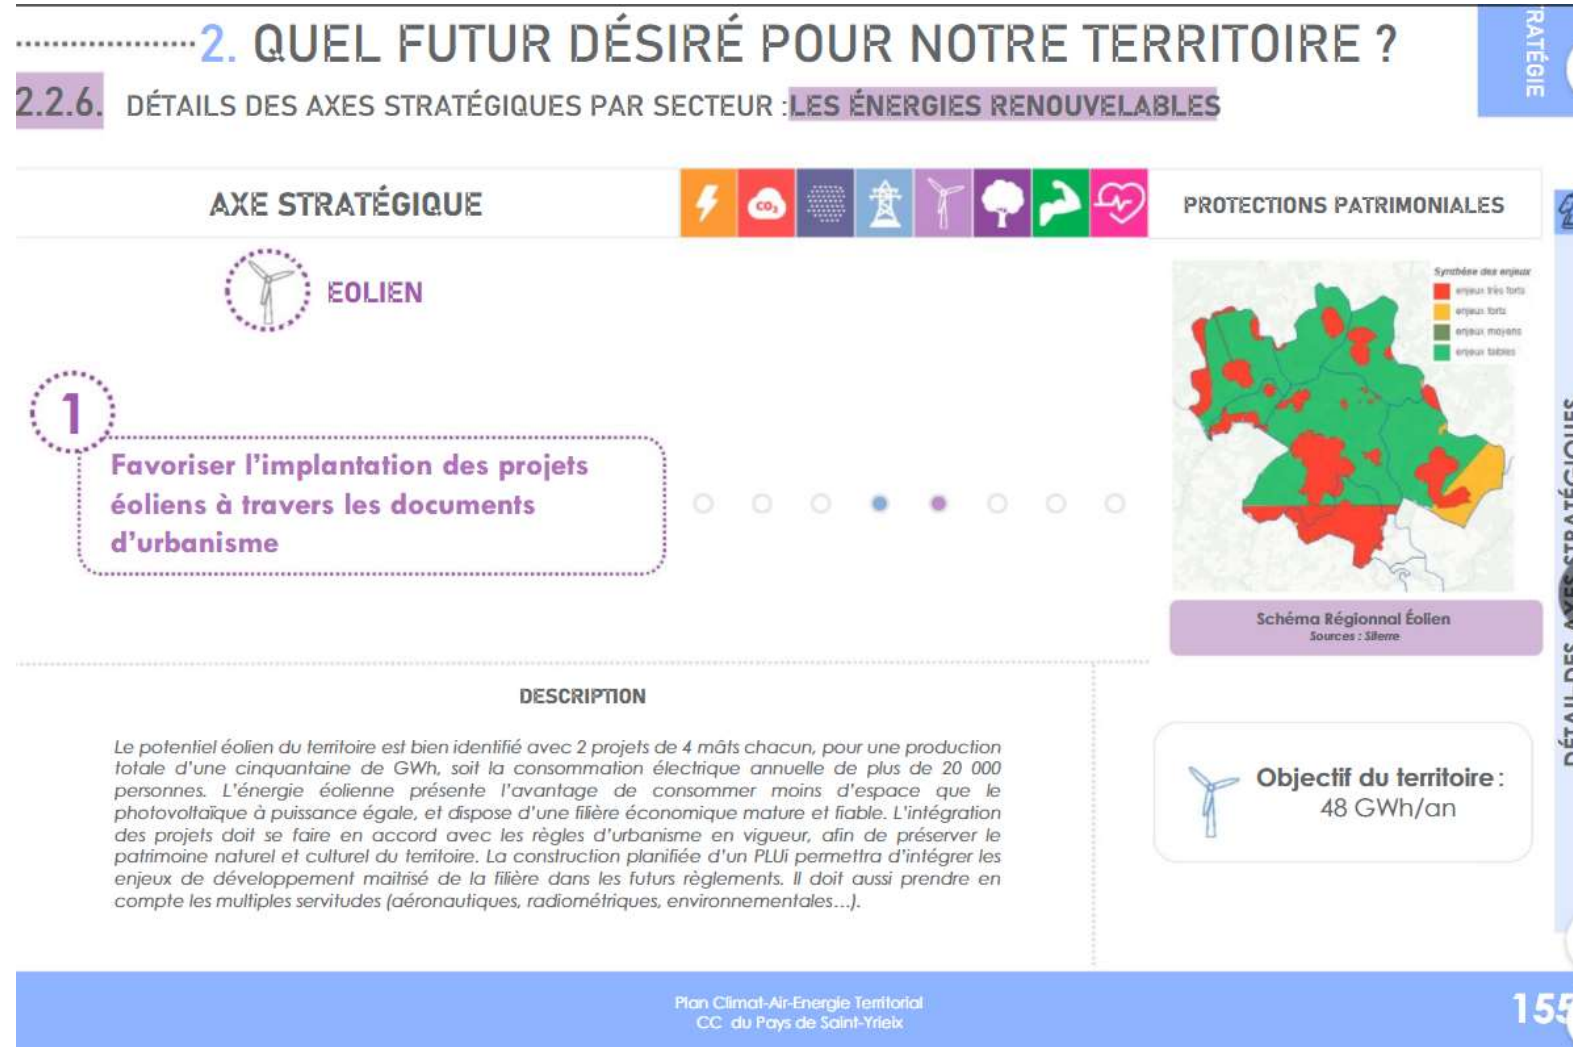 2. QUEL FUTUR DÉSIRÉ POUR NOTRE TERRITOIRE ?
2.2.6. DÉTAILS DES AXES STRATÉGIQUES PAR SECTEUR : LES ÉNERGIES RENOUVELABLES
RATÉGIE
AXE STRATÉGIQUE
CO2
PROTECTIONS PATRIMONIALES
EOLIEN
Synthèse des enjeux
enjeux très forts
enjeux forts
enjeux moyens
enjeux faibles
1
Favoriser l'implantation des projets
éoliens à travers les documents
d'urbanisme
Schéma Régionnal Éolien
Sources : Siterre
DÉTAIL DES AXES STRATÉGIQUES
DESCRIPTION
Le potentiel éolien du territoire est bien identifié avec 2 projets de 4 mâts chacun, pour une production
totale d'une cinquantaine de GWh, soit la consommation électrique annuelle de plus de 20 000
personnes. L'énergie éolienne présente l'avantage de consommer moins d'espace que le
photovoltaïque à puissance égale, et dispose d'une filière économique mature et fiable. L'intégration
des projets doit se faire en accord avec les règles d'urbanisme en vigueur, afin de préserver le
patrimoine naturel et culturel du territoire. La construction planifiée d'un PLUi permettra d'intégrer les
enjeux de développement maitrisé de la filière dans les futurs règlements. Il doit aussi prendre en
compte les multiples servitudes (aéronautiques, radiométriques, environnementales…).
Objectif du territoire :
48 GWh/an
Plan Climat-Air-Energie Territorial
CC du Pays de Saint-Yrieix
155